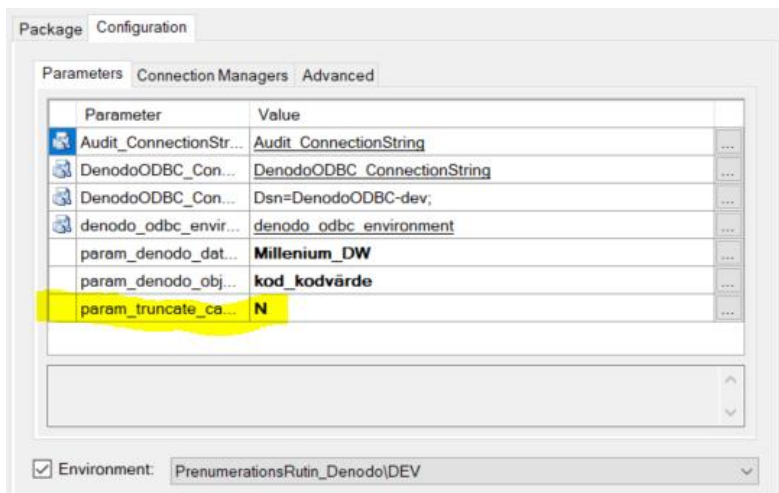 Package Configuration
Parameters Connection Managers Advanced
Parameter Value
Audit_ConnectionStr... Audit_ConnectionString ...
DenodoODBC_Con... DenodoODBC_ConnectionString ...
DenodoODBC_Con... Dsn=DenodoODBC-dev; ...
denodo_odbc_envir... denodo_odbc_environment ...
param_denodo_dat... Millenium_DW ...
param_denodo_obj... kod_kodvärde ...
param_truncate_ca... N ...
Environment: PrenumerationsRutin_Denodo\DEV